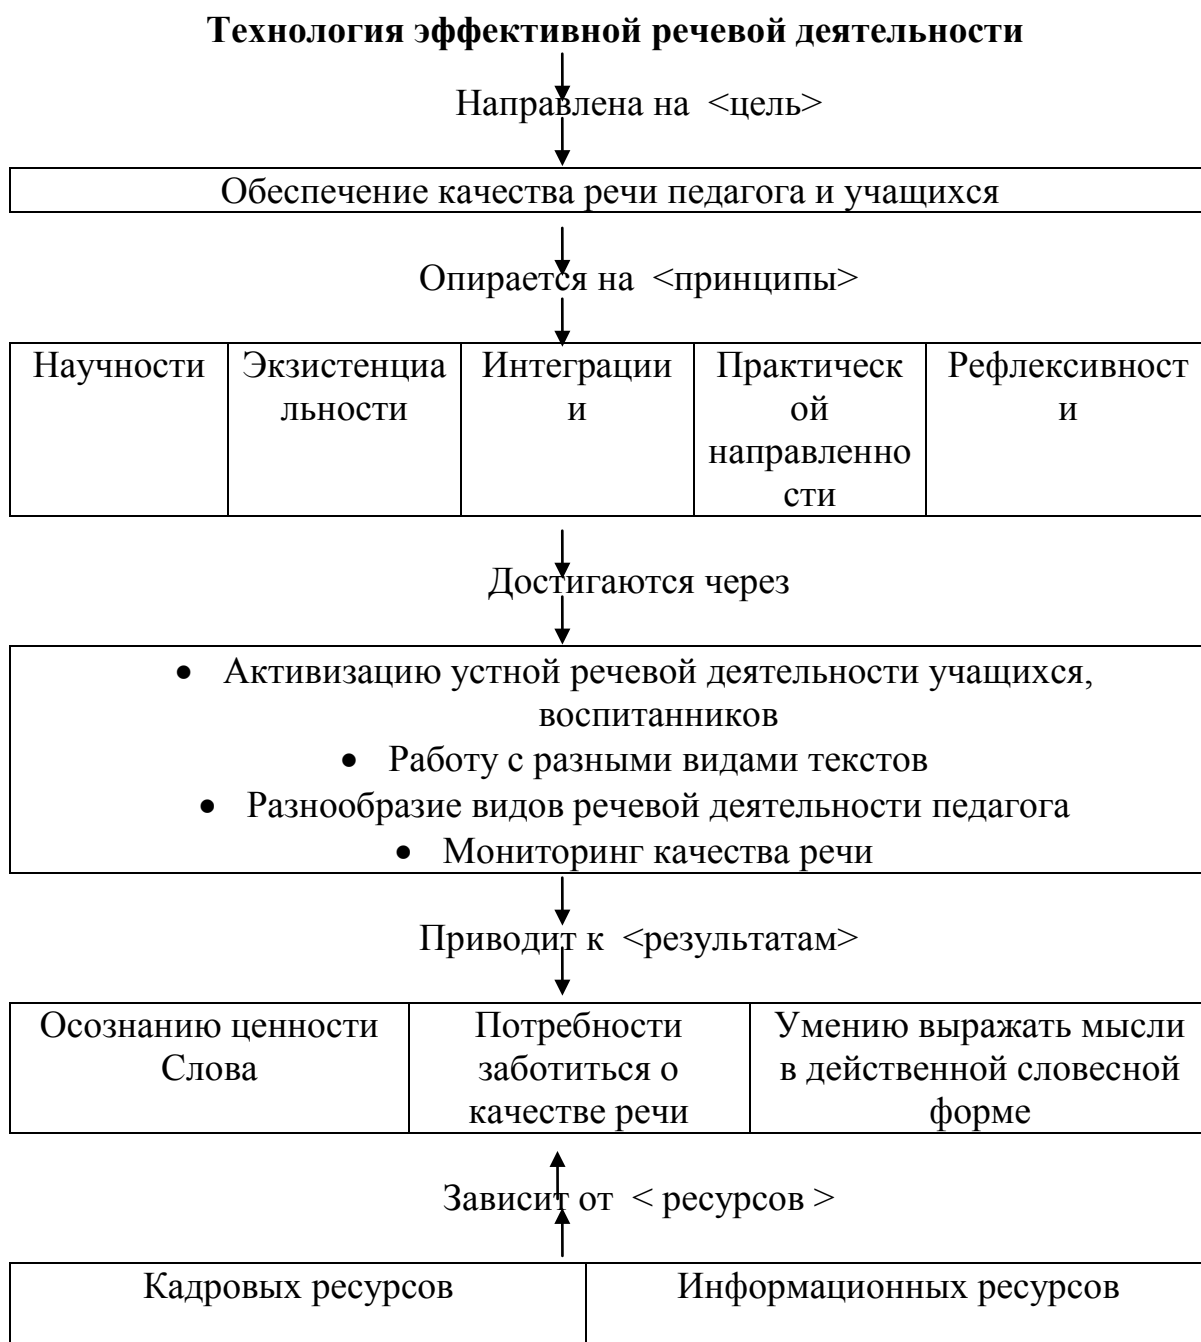 Технология эффективной речевой деятельности
Направлена на <цель>
Обеспечение качества речи педагога и учащихся
Опирается на <принципы>
Научности
Экзистенциа
льности
Интеграции
и
Практическ
ой
направленно
сти
Рефлексивност
и
Достигаются через
• Активизацию устной речевой деятельности учащихся,
воспитанников
• Работу с разными видами текстов
• Разнообразие видов речевой деятельности педагога
• Мониторинг качества речи
Приводит к <результатам>
Осознанию ценности
Слова
Потребности
заботиться о
качестве речи
Умению выражать мысли
в действенной словесной
форме
Зависит от < ресурсов >
Кадровых ресурсов
Информационных ресурсов